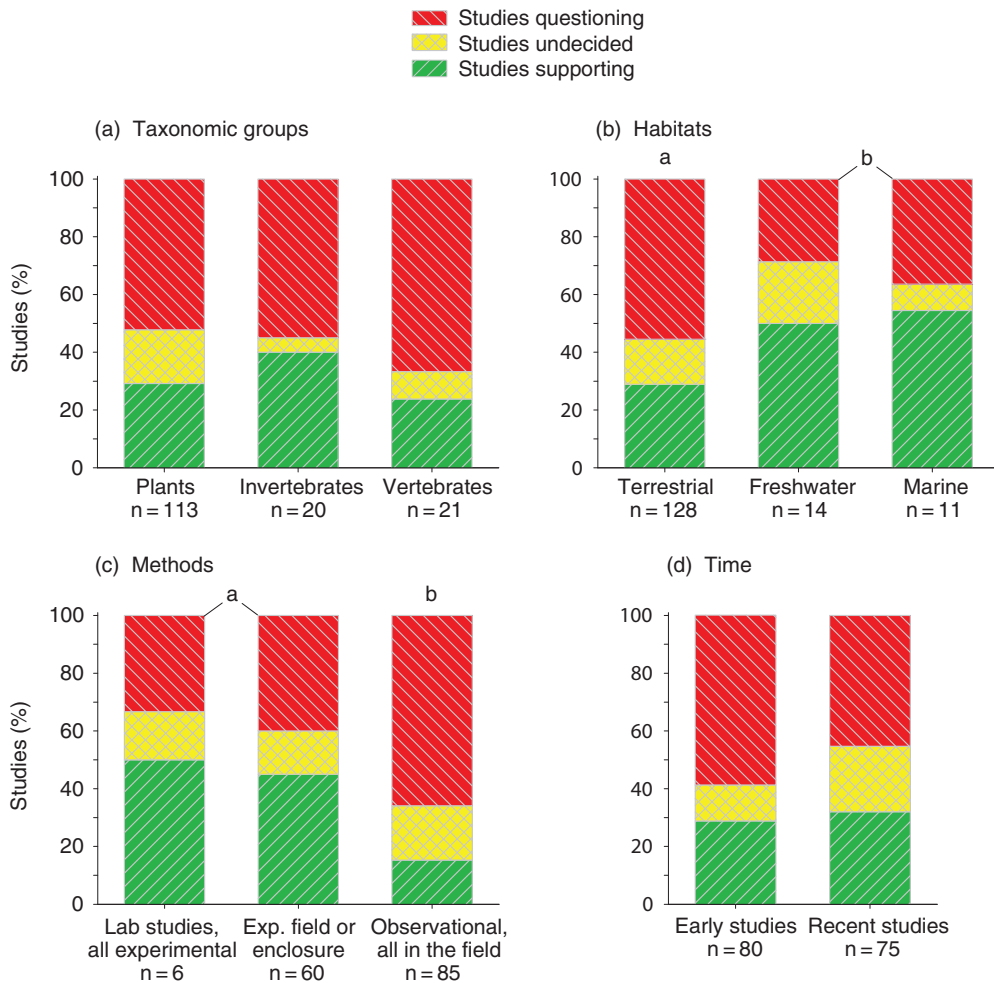 Studies questioning
Studies undecided
Studies supporting
(a) Taxonomic groups
Studies (%)
100
80
60
40
20
0
Plants
n = 113
Invertebrates
n = 20
Vertebrates
n = 21
(b) Habitats
a
b
100
80
60
40
20
0
Terrestrial
n = 128
Freshwater
n = 14
Marine
n = 11
(c) Methods
a
b
Studies (%)
100
80
60
40
20
0
Lab studies,
all experimental
n = 6
Exp. field or
enclosure
n = 60
Observational,
all in the field
n = 85
(d) Time
100
80
60
40
20
0
Early studies
n = 80
Recent studies
n = 75